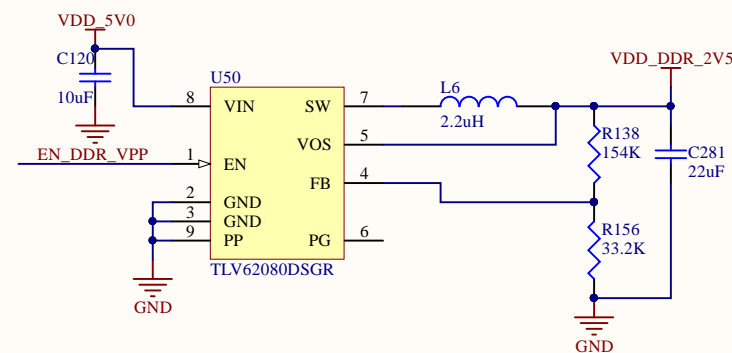 VDD_5V0
C120
10uF
U50
8 VIN
SW 7
L6
2.2uH
VDD_DDR_2V5
VOS 5
R138
154K
C281
22uF
EN_DDR_VPP
1 EN
FB 4
2 GND
3 GND
9 PP
PG 6
R156
33.2K
TLV62080DSGR
GND
GND